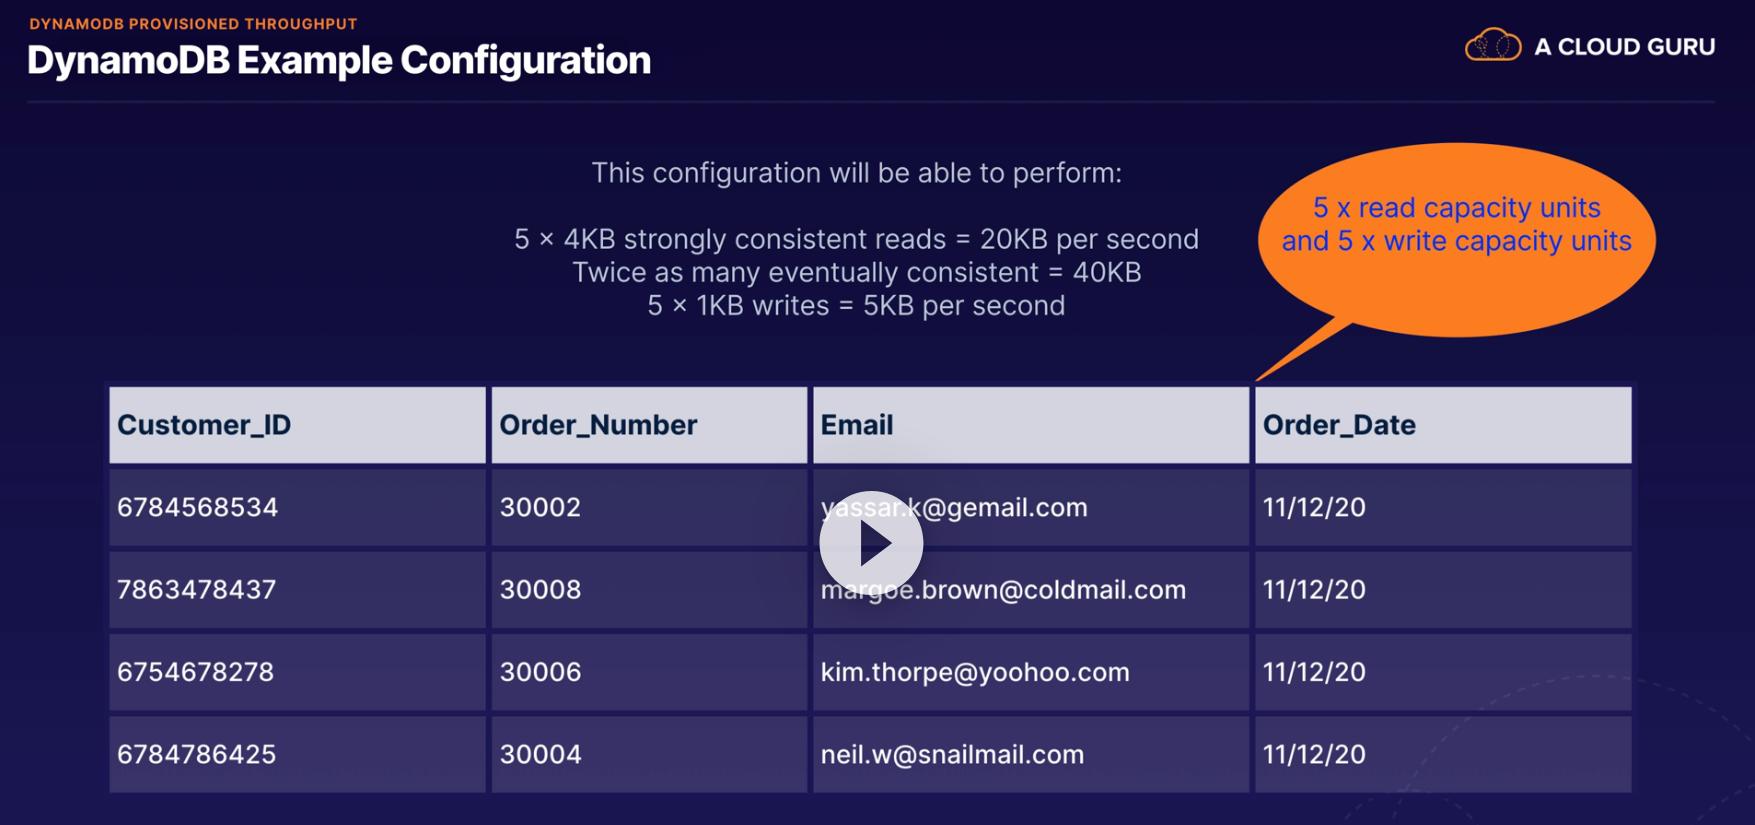 DYNAMODB PROVISIONED THROUGHPUT
DynamoDB Example Configuration
A CLOUD GURU
This configuration will be able to perform:
5 × 4KB strongly consistent reads = 20KB per second
Twice as many eventually consistent = 40KB
5 × 1KB writes = 5KB per second
5 x read capacity units
and 5 x write capacity units
Customer_ID Order_Number Email Order_Date
6784568534 30002 yassar.k@gemail.com 11/12/20
7863478437 30008 margoe.brown@coldmail.com 11/12/20
6754678278 30006 kim.thorpe@yoohoo.com 11/12/20
6784786425 30004 neil.w@snailmail.com 11/12/20